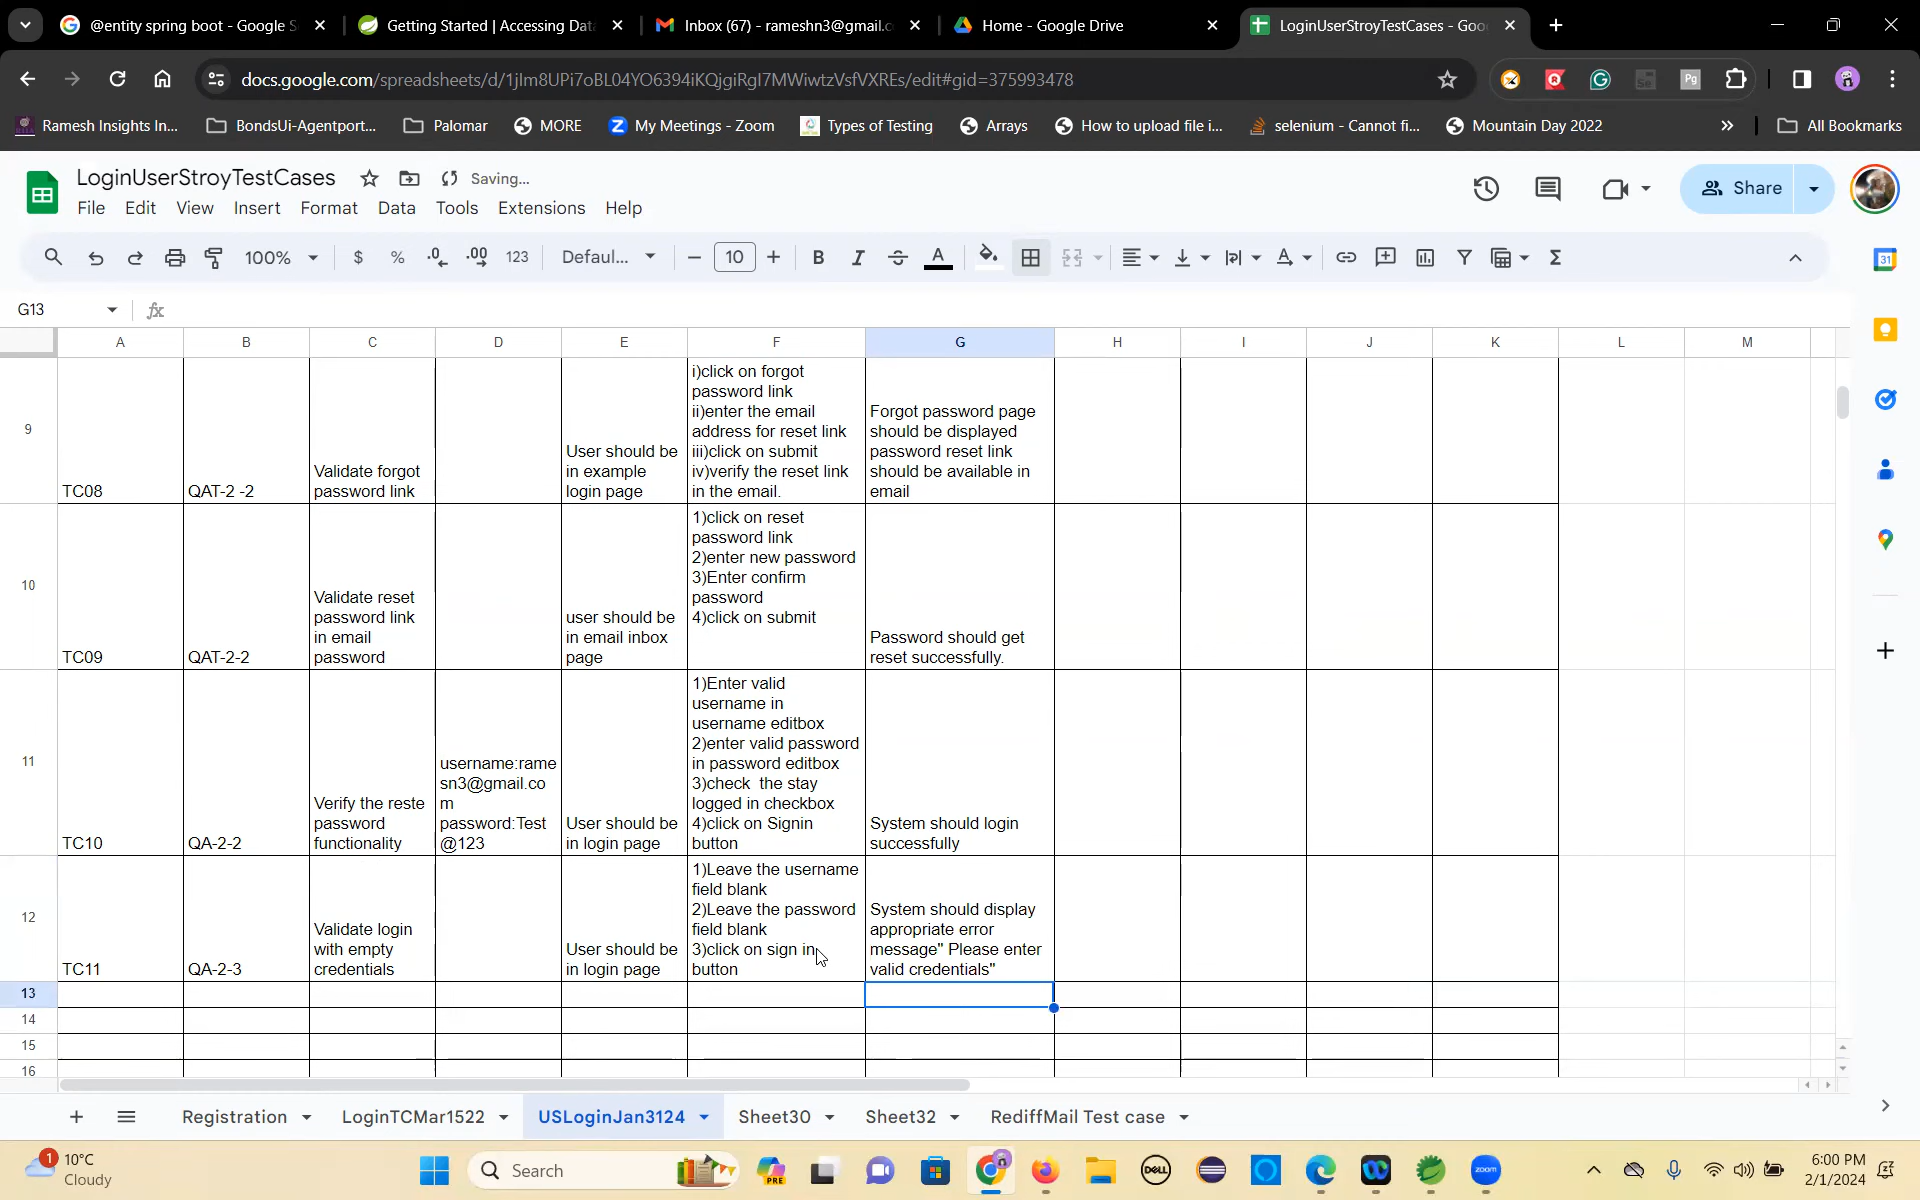 @entity spring boot - Google S
Getting Started | Accessing Data
Inbox (67) - rameshn3@gmail.co
Home - Google Drive
LoginUserStroyTestCases - Goo
docs.google.com/spreadsheets/d/1jIm8UPi7oBL04YO6394iKQjgiRgI7MWiwtzVsfVXREs/edit#gid=375993478
Ramesh Insights In...
BondsUi-Agentport...
Palomar
MORE
My Meetings - Zoom
Types of Testing
Arrays
How to upload file i...
selenium - Cannot fi...
Mountain Day 2022
All Bookmarks
LoginUserStroyTestCases
Saving...
File Edit View Insert Format Data Tools Extensions Help
Share
100%
$ % .0 .00 123
Defaul...
10
G13
A B C D E F G H I J K L M
9
TC08
QAT-2 -2
Validate forgot
password link
User should be
in example
login page
i)click on forgot
password link
ii)enter the email
address for reset link
iii)click on submit
iv)verify the reset link
in the email.
Forgot password page
should be displayed
password reset link
should be available in
email
10
TC09
QAT-2-2
Validate reset
password link
in email
password
user should be
in email inbox
page
1)click on reset
password link
2)enter new password
3)Enter confirm
password
4)click on submit
Password should get
reset successfully.
11
TC10
QA-2-2
Verify the reste
password
functionality
username:rame
sn3@gmail.co
m
password:Test
@123
User should be
in login page
1)Enter valid
username in
username editbox
2)enter valid password
in password editbox
3)check  the stay
logged in checkbox
4)click on Signin
button
System should login
successfully
12
TC11
QA-2-3
Validate login
with empty
credentials
User should be
in login page
1)Leave the username
field blank
2)Leave the password
field blank
3)click on sign in
button
System should display
appropriate error
message" Please enter
valid credentials"
13
14
15
16
Registration
LoginTCMar1522
USLoginJan3124
Sheet30
Sheet32
RediffMail Test case
1
10°C
Cloudy
Search
PRE
DELL
zoom
6:00 PM
2/1/2024